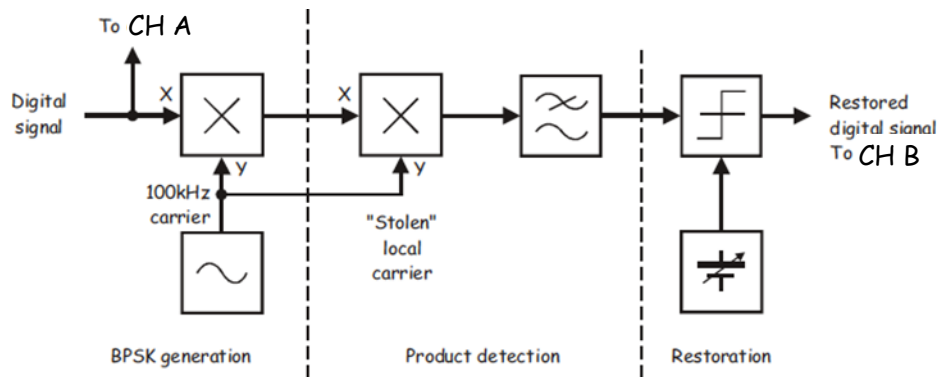 To CH A
Digital
signal
X
X
Restored
digital signal
To CH B
Y
Y
100kHz
carrier
"Stolen"
local
carrier
BPSK generation
Product detection
Restoration